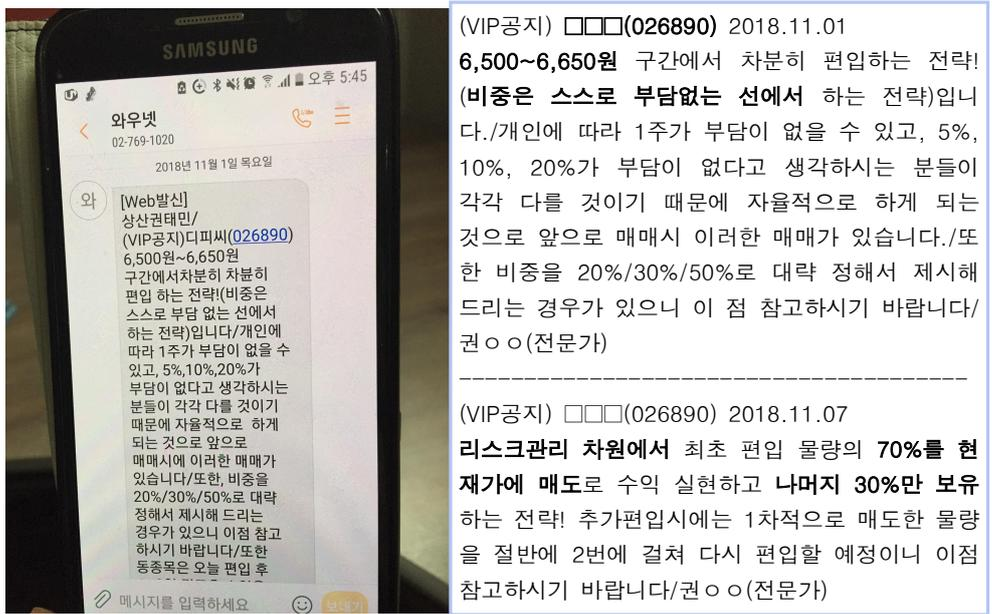 SAMSUNG
오후 5:45
와우넷
02-769-1020
2018년 11월 1일 목요일
와
[Web발신]
상산권태민/
(VIP공지)디피씨(026890)
6,500원~6,650원
구간에서차분히 차뷴히
편입 하는 전략!(비중은
스스로 부담 없는 선에서
하는 전략)입니다/개인에
따라 1주가 부담이 없을 수
있고, 5%,10%,20%가
부담이 없다고 생각하시는
분들이 각각 다를 것이기
때문에 자율적으로 하게
되는 것으로 앞으로
매매시에 이러한 매매가
있습니다/또한, 비중을
20%/30%/50%로 대략
정해서 제시해 드리는
경우가 있으니 이점 참고
하시기 바랍니다/또한
동종목은 오늘 편입 후
메시지를 입력하세요
보내기
(VIP공지) □□□(026890) 2018.11.01
6,500~6,650원 구간에서 차분히 편입하는 전략!
(비중은 스스로 부담없는 선에서 하는 전략)입니
다./개인에 따라 1주가 부담이 없을 수 있고, 5%,
10%, 20%가 부담이 없다고 생각하시는 분들이
각각 다를 것이기 때문에 자율적으로 하게 되는
것으로 앞으로 매매시 이러한 매매가 있습니다./또
한 비중을 20%/30%/50%로 대략 정해서 제시해
드리는 경우가 있으니 이 점 참고하시기 바랍니다/
권ㅇㅇ(전문가)
(VIP공지) □□□(026890) 2018.11.07
리스크관리 차원에서 최초 편입 물량의 70%를 현
재가에 매도로 수익 실현하고 나머지 30%만 보유
하는 전략! 추가편입시에는 1차적으로 매도한 물량
을 절반에 2번에 걸쳐 다시 편입할 예정이니 이점
참고하시기 바랍니다/권ㅇㅇ(전문가)